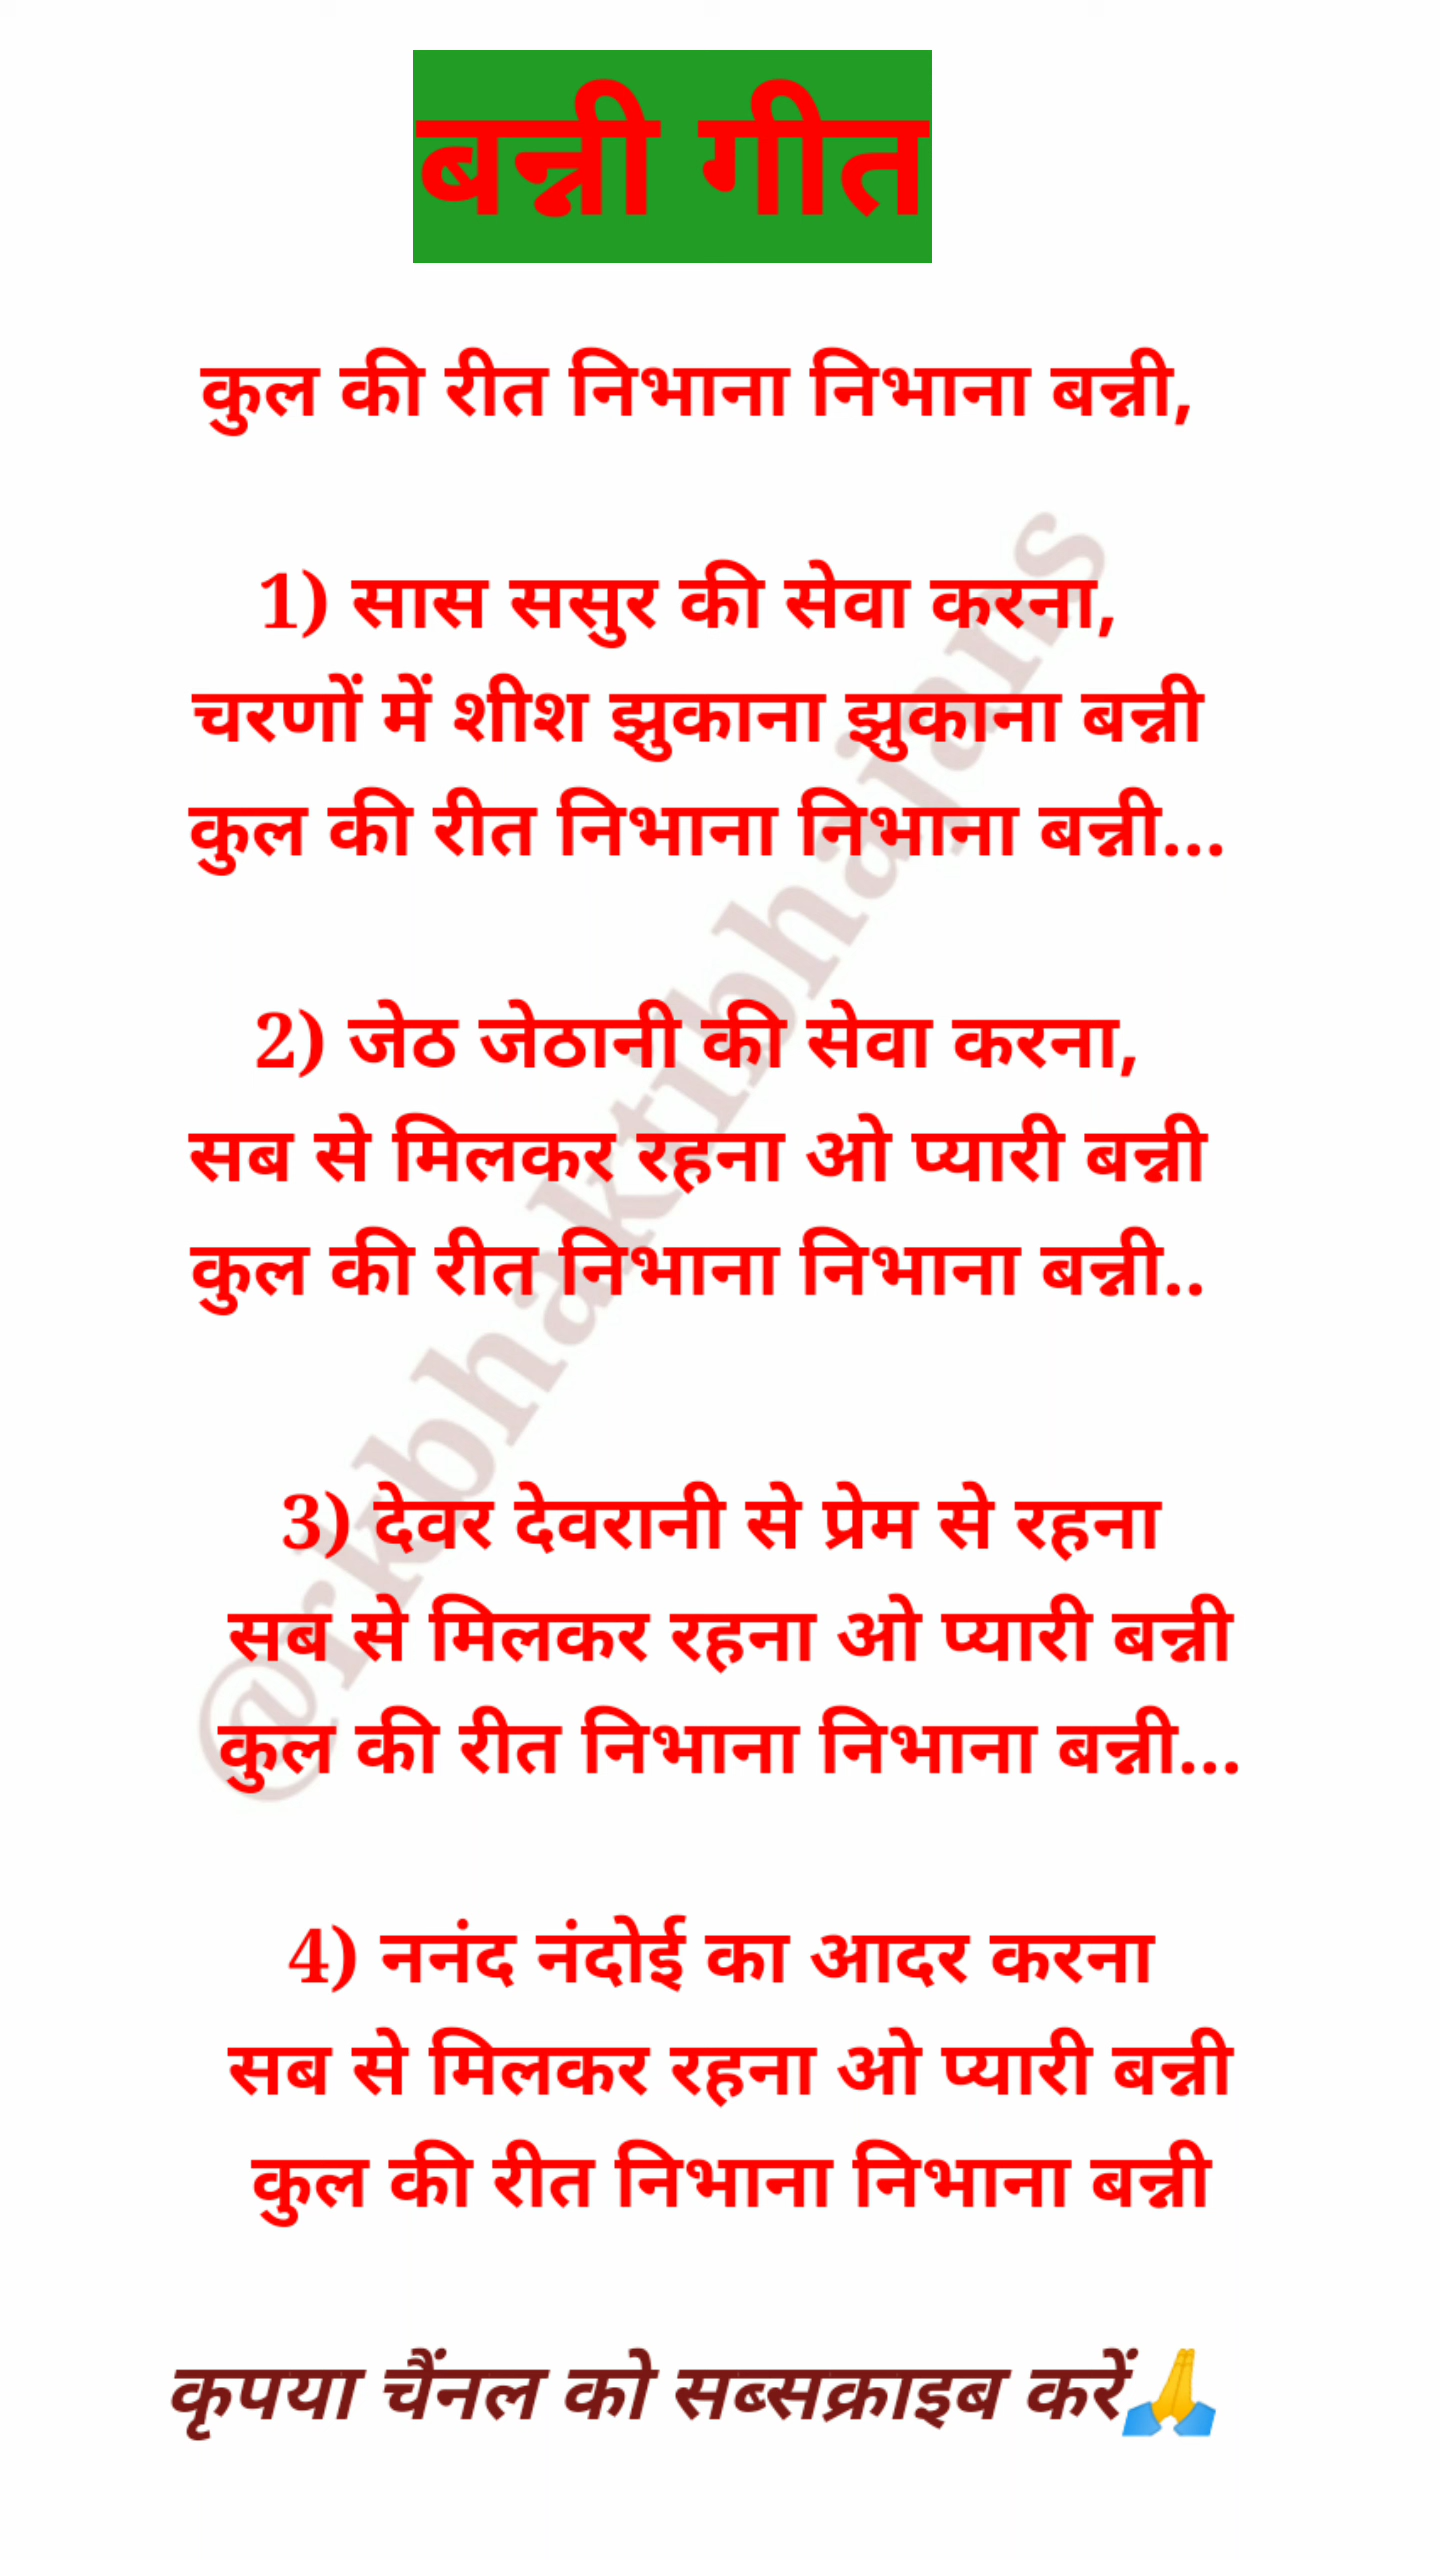 बन्नी गीत
कुल की रीत निभाना निभाना बन्नी,
1) सास ससुर की सेवा करना,
चरणों में शीश झुकाना झुकाना बन्नी
कुल की रीत निभाना निभाना बन्नी...
2) जेठ जेठानी की सेवा करना,
सब से मिलकर रहना ओ प्यारी बन्नी
कुल की रीत निभाना निभाना बन्नी..
3) देवर देवरानी से प्रेम से रहना
सब से मिलकर रहना ओ प्यारी बन्नी
कुल की रीत निभाना निभाना बन्नी...
4) ननंद नंदोई का आदर करना
सब से मिलकर रहना ओ प्यारी बन्नी
कुल की रीत निभाना निभाना बन्नी
कृपया चैंनल को सब्सक्राइब करें🙏
@rkbhaktibhajans